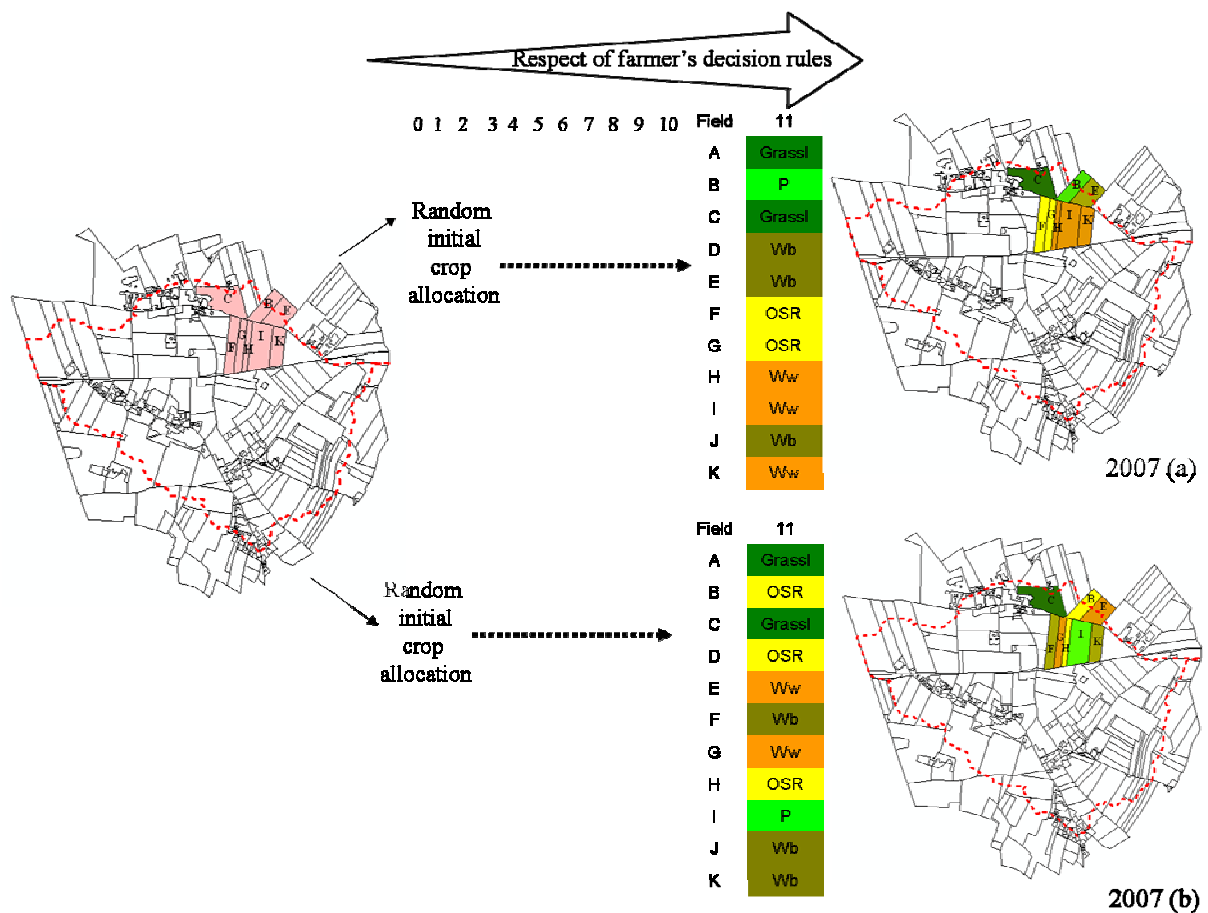 Respect of farmer's decision rules
0 1 2 3 4 5 6 7 8 9 10 Field 11
A Grassl
B P
C Grassl
D Wb
E Wb
F OSR
G OSR
H Ww
I Ww
J Wb
K Ww
Random
initial
crop
allocation
C
B
E
G
I
F
H
K
C
B
E
G
I
F
H
K
2007 (a)
Field 11
A Grassl
B OSR
C Grassl
D OSR
E Ww
F Wb
G Ww
H OSR
I P
J Wb
K Wb
Random
initial
crop
allocation
C
B
E
G
I
F
H
K
2007 (b)